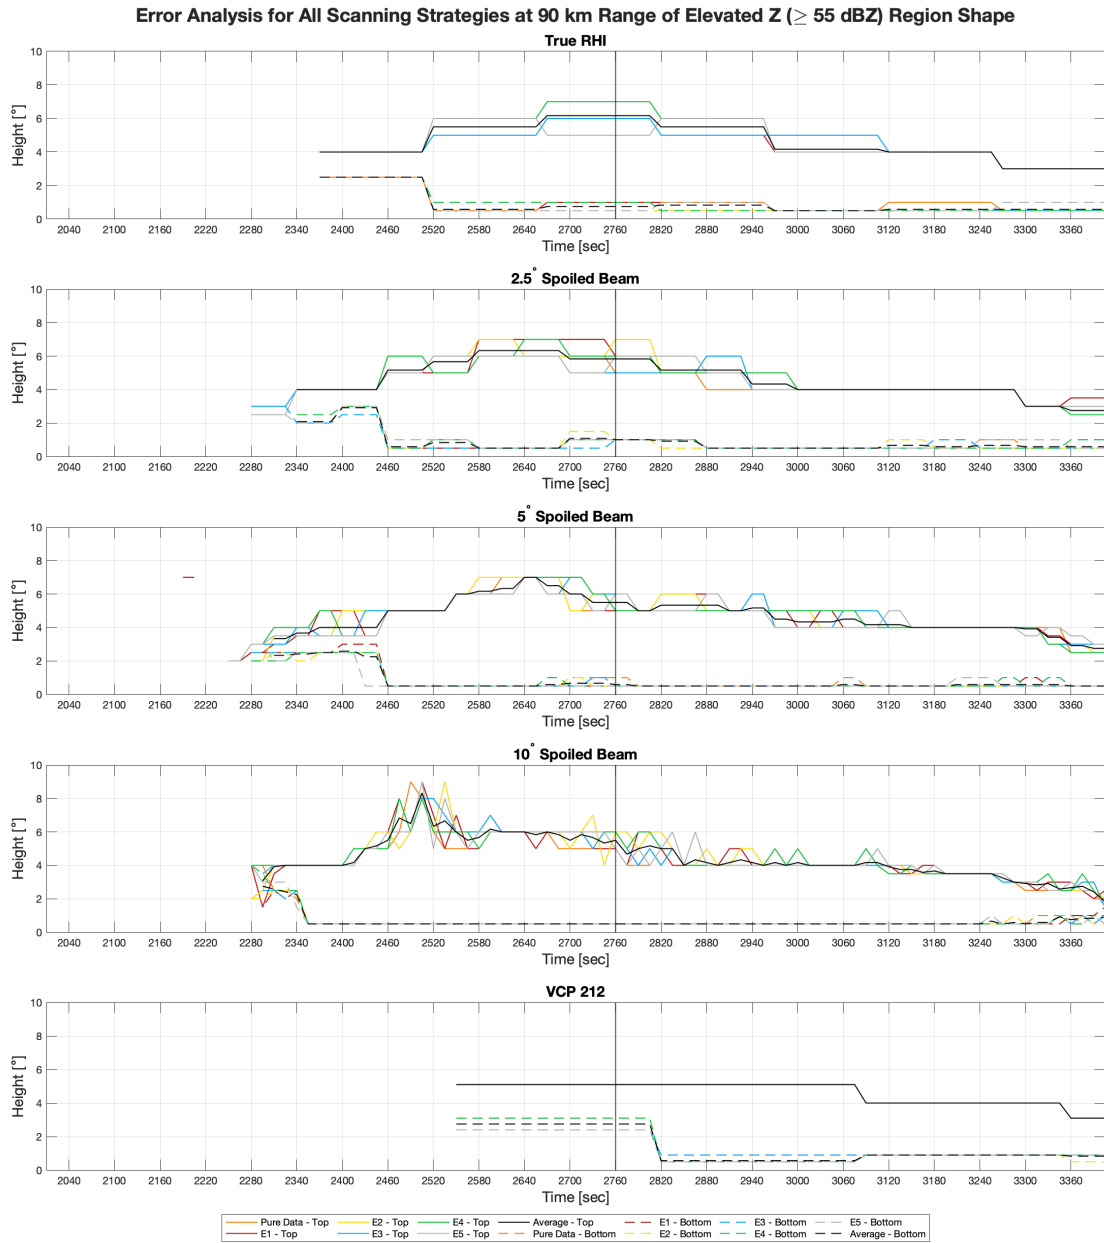 Error Analysis for All Scanning Strategies at 90 km Range of Elevated Z (≥ 55 dBZ) Region Shape
True RHI
10
8
6
4
2
0
Height [°]
2040 2100 2160 2220 2280 2340 2400 2460 2520 2580 2640 2700 2760 2820 2880 2940 3000 3060 3120 3180 3240 3300 3360
Time [sec]
2.5° Spoiled Beam
10
8
6
4
2
0
Height [°]
2040 2100 2160 2220 2280 2340 2400 2460 2520 2580 2640 2700 2760 2820 2880 2940 3000 3060 3120 3180 3240 3300 3360
Time [sec]
5° Spoiled Beam
10
8
6
4
2
0
Height [°]
2040 2100 2160 2220 2280 2340 2400 2460 2520 2580 2640 2700 2760 2820 2880 2940 3000 3060 3120 3180 3240 3300 3360
Time [sec]
10° Spoiled Beam
10
8
6
4
2
0
Height [°]
2040 2100 2160 2220 2280 2340 2400 2460 2520 2580 2640 2700 2760 2820 2880 2940 3000 3060 3120 3180 3240 3300 3360
Time [sec]
VCP 212
10
8
6
4
2
0
Height [°]
2040 2100 2160 2220 2280 2340 2400 2460 2520 2580 2640 2700 2760 2820 2880 2940 3000 3060 3120 3180 3240 3300 3360
Time [sec]
Pure Data - Top E2 - Top E4 - Top Average - Top E1 - Bottom E3 - Bottom E5 - Bottom
E1 - Top E3 - Top E5 - Top Pure Data - Bottom E2 - Bottom E4 - Bottom Average - Bottom